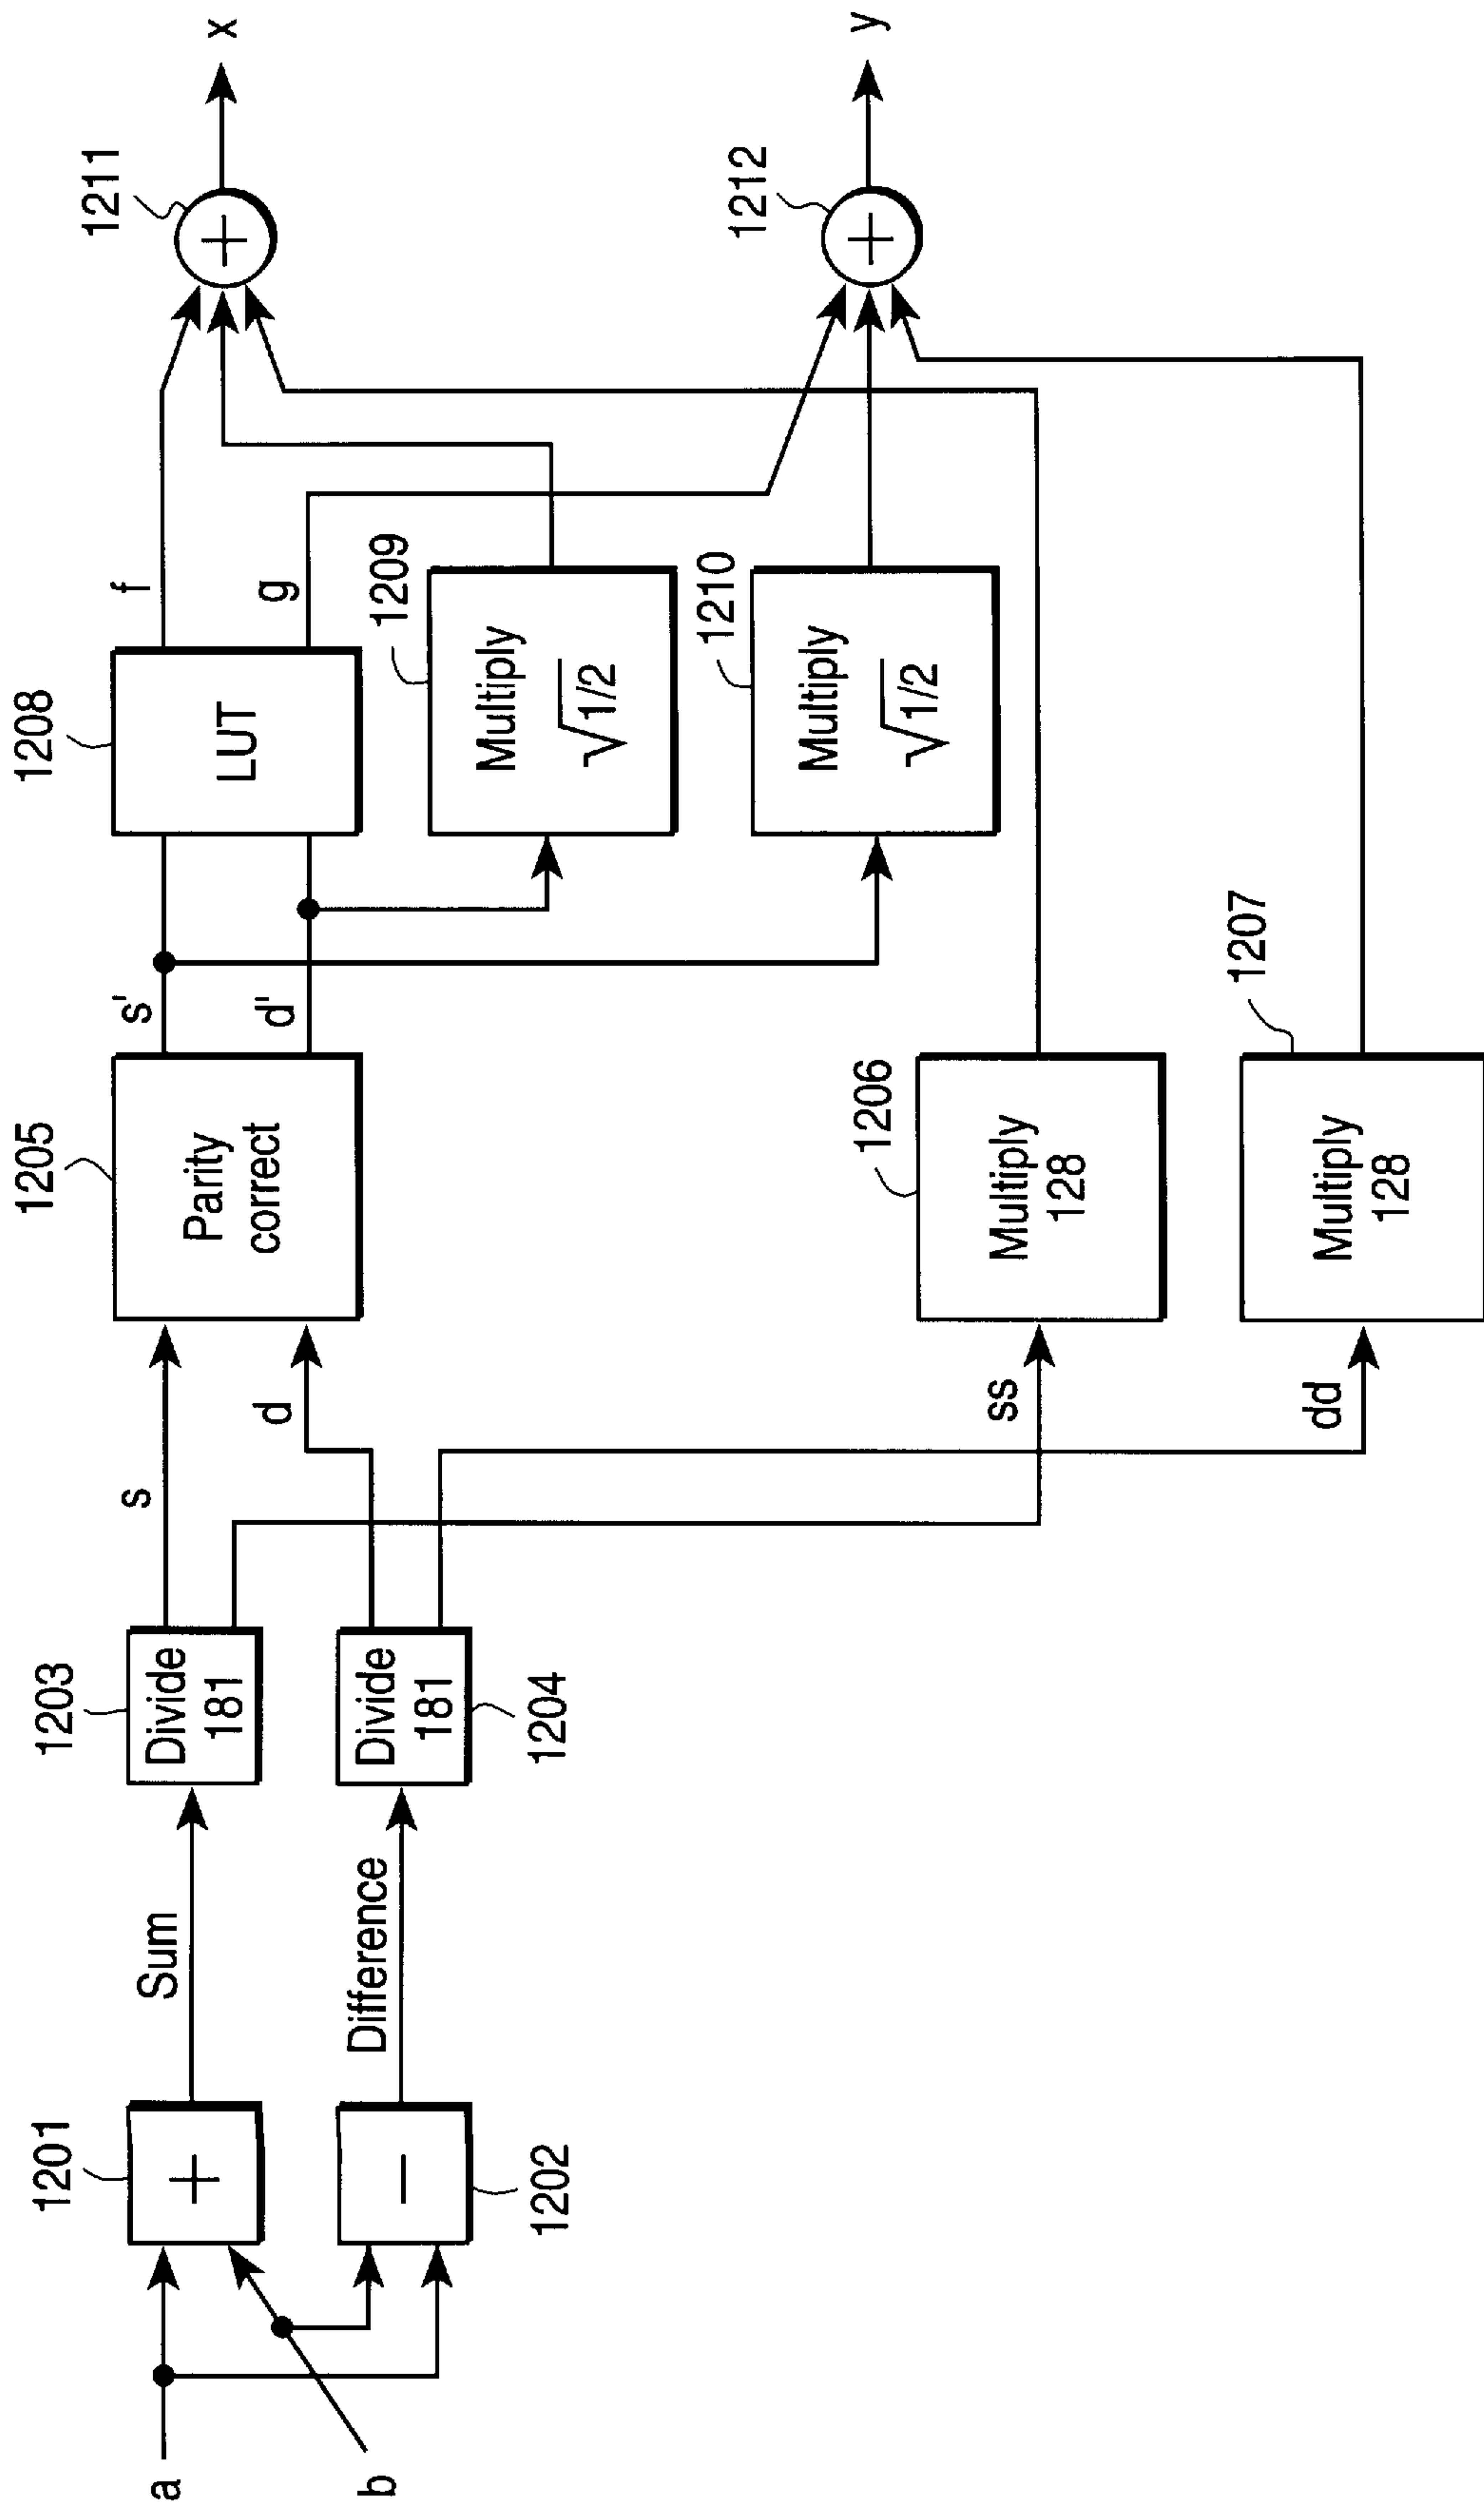 a
b
1201
+
1202
−
Sum
Difference
1203
Divide
181
1204
Divide
181
s
d
ss
dd
1205
Parity
correct
1206
Multiply
128
1207
Multiply
128
s'
d'
1208
LUT
f
g
1209
Multiply
√1/2
1210
Multiply
√1/2
1211
+
1212
+
x
y